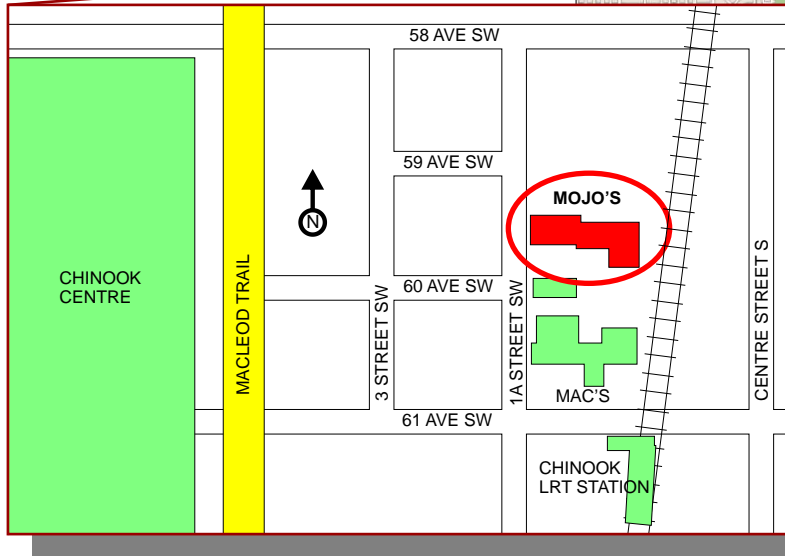 58 AVE SW
59 AVE SW
MOJO'S
N
CHINOOK
CENTRE
MACLEOD TRAIL
3 STREET SW
60 AVE SW
1A STREET SW
CENTRE STREET S
MAC'S
61 AVE SW
CHINOOK
LRT STATION